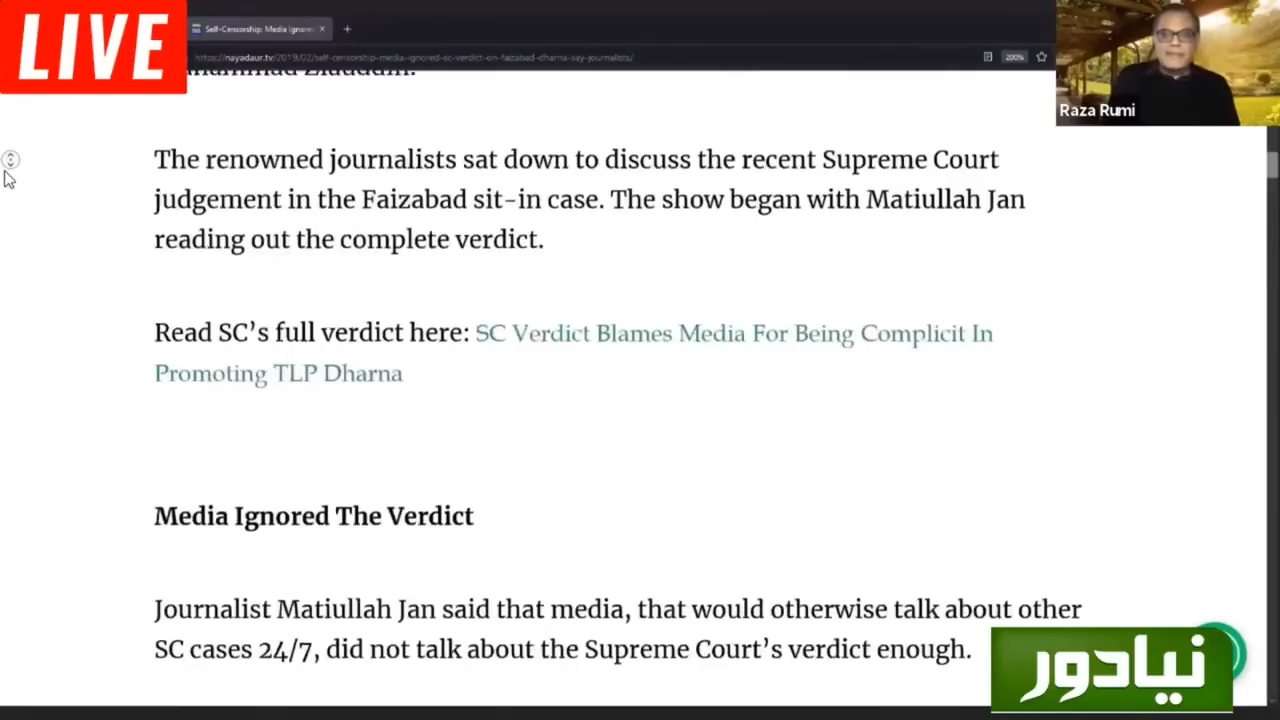 LIVE
Self-Censorship: Media Ignore
https://nayadaur.tv/2019/02/self-censorship-media-ignored-sc-verdict-on-faizabad-dharna-say-journalists/
200%
Raza Rumi
The renowned journalists sat down to discuss the recent Supreme Court
judgement in the Faizabad sit-in case. The show began with Matiullah Jan
reading out the complete verdict.
Read SC’s full verdict here: SC Verdict Blames Media For Being Complicit In
Promoting TLP Dharna
Media Ignored The Verdict
Journalist Matiullah Jan said that media, that would otherwise talk about other
SC cases 24/7, did not talk about the Supreme Court’s verdict enough.
نیادور